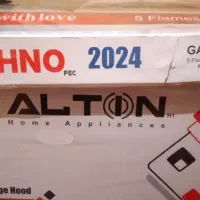 with love 5 Flames
HNO PEC 2024 GA
ALTON
Home Appliances
ge Hood